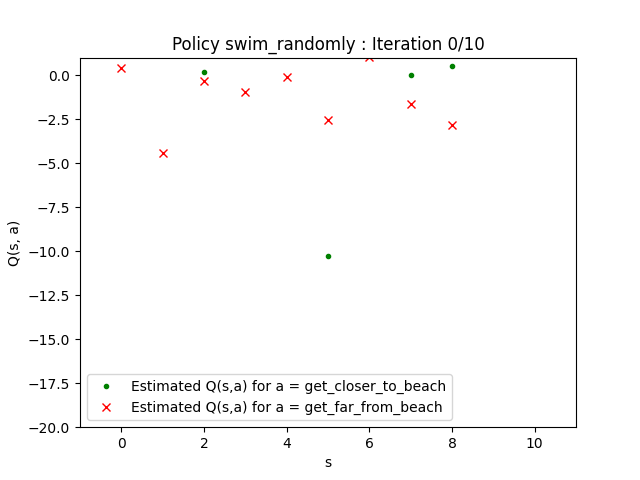 Policy swim_randomly : Iteration 0/10
0.0
−2.5
−5.0
−7.5
−10.0
−12.5
−15.0
−17.5
−20.0
Q(s, a)
Estimated Q(s,a) for a = get_closer_to_beach
Estimated Q(s,a) for a = get_far_from_beach
0 2 4 6 8 10
s